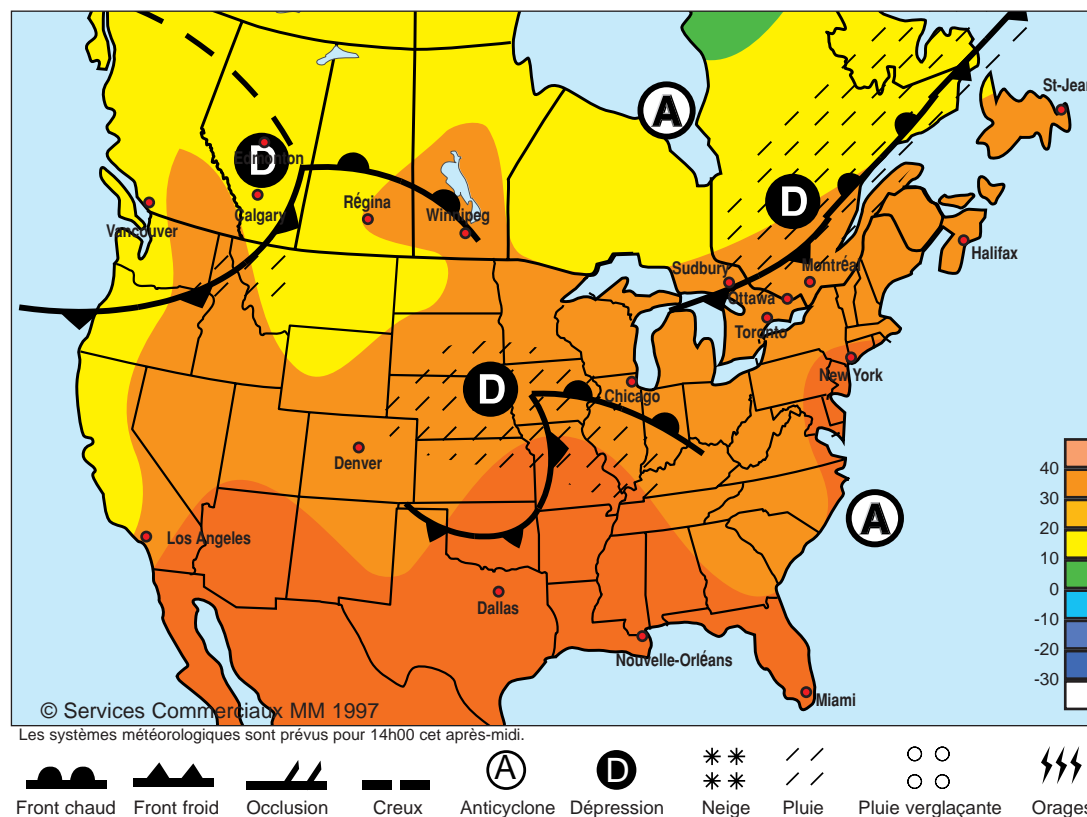 A
St-Jean
D
Edmonton
D
Calgary
Régina
Winnipeg
Vancouver
Halifax
Sudbury
Montréal
Ottawa
Toronto
New York
D
Chicago
Denver
A
Los Angeles
Dallas
Nouvelle-Orléans
Miami
40
30
20
10
0
-10
-20
-30
© Services Commerciaux MM 1997
Les systèmes météorologiques sont prévus pour 14h00 cet après-midi.
A
D
Front chaud Front froid Occlusion Creux Anticyclone Dépression Neige Pluie Pluie verglaçante Orages